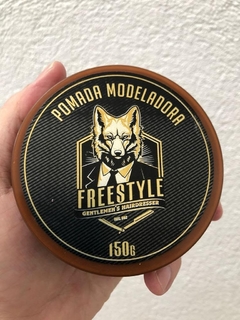 POMADA MODELADORA
FREESTYLE
GENTLEMEN'S HAIRDRESSER
150G